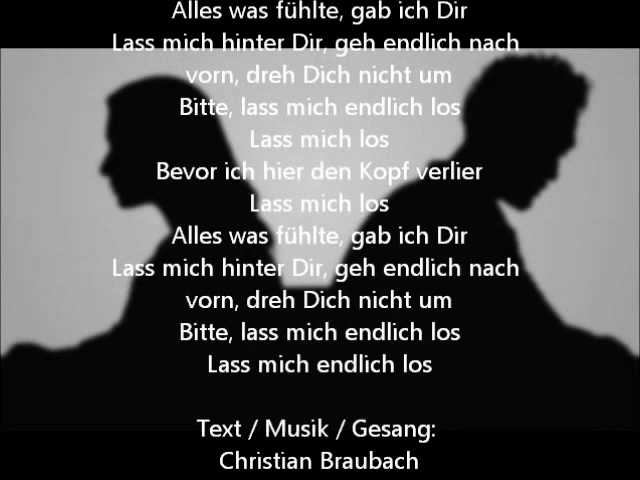 Alles was fühlte, gab ich Dir
Lass mich hinter Dir, geh endlich nach
vorn, dreh Dich nicht um
Bitte, lass mich endlich los
Lass mich los
Bevor ich hier den Kopf verlier
Lass mich los
Alles was fühlte, gab ich Dir
Lass mich hinter Dir, geh endlich nach
vorn, dreh Dich nicht um
Bitte, lass mich endlich los
Lass mich endlich los
Text / Musik / Gesang:
Christian Braubach